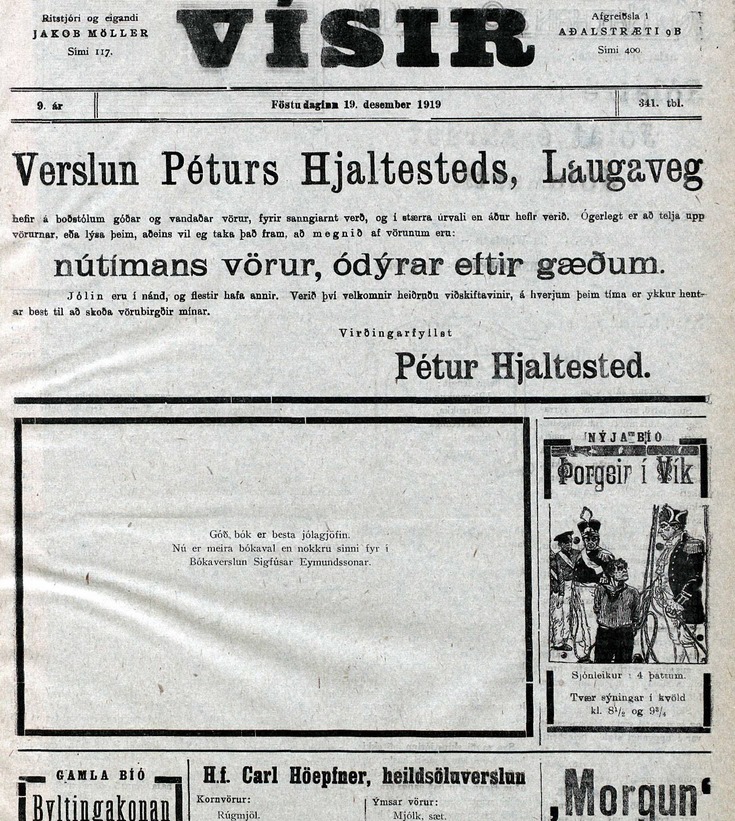 Ritstjóri og eigandi
JAKOB MÖLLER
Sími 117.
VÍSIR
Afgreiðsla í
AÐALSTRÆTI 9B
Sími 400
9. ár
Föstudaginn 19. desember 1919
341. tbl.
Verslun Péturs Hjaltesteds, Laugaveg
hefir á boðstólum góðar og vandaðar vörur, fyrir sanngjarnt verð, og í stærra úrvali en áður hefir verið. Ógerlegt er að telja upp
vörurnar, eða lýsa þeim, aðeins vil eg taka það fram, að megnið af vörunum eru:
nútímans vörur, ódýrar eftir gæðum.
Jólin eru í nánd, og flestir hafa annir. Verið því velkomnir heiðruðu viðskiftavinir, á hverjum þeim tíma er ykkur hent-
ar best til að skoða vörubirgðir mínar.
Virðingarfylst
Pétur Hjaltested.
Góð bók er besta jólagjöfin.
Nú er meira bókaval en nokkru sinni fyr í
Bókaverslun Sigfúsar Eymundssonar.
NÝJA BÍÓ
Þorgeir í Vík
Sjónleikur í 4 þáttum.
Tvær sýningar í kvöld
kl. 8½ og 9¾
GAMLA BÍÓ
Byltingakonan
H.f. Carl Höepfner, heildsöluverslun
Kornvörur:
Rúgmjöl.
Ýmsar vörur:
Mjólk, sæt.
‚Morgun‘